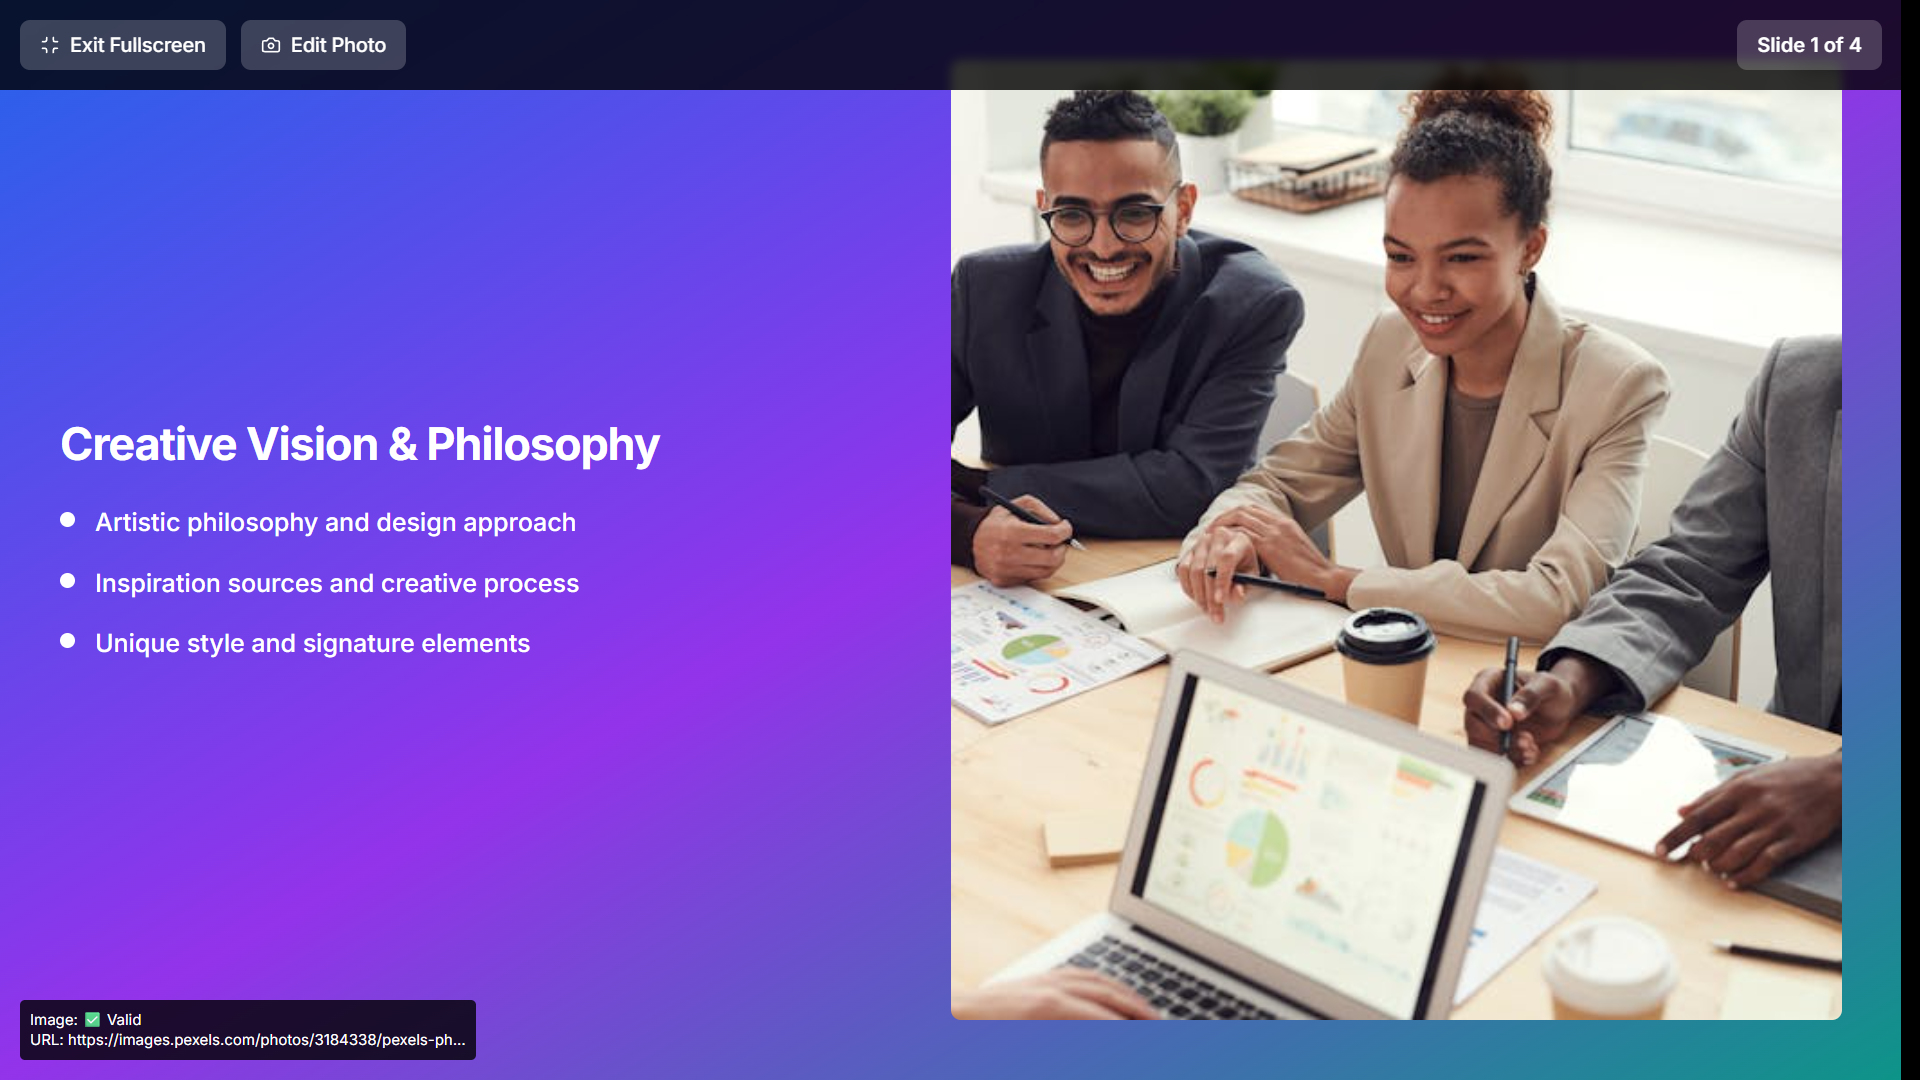 Exit Fullscreen
Edit Photo
Slide 1 of 4
Creative Vision & Philosophy
Artistic philosophy and design approach
Inspiration sources and creative process
Unique style and signature elements
Image: ✅ Valid
URL: https://images.pexels.com/photos/3184338/pexels-ph...